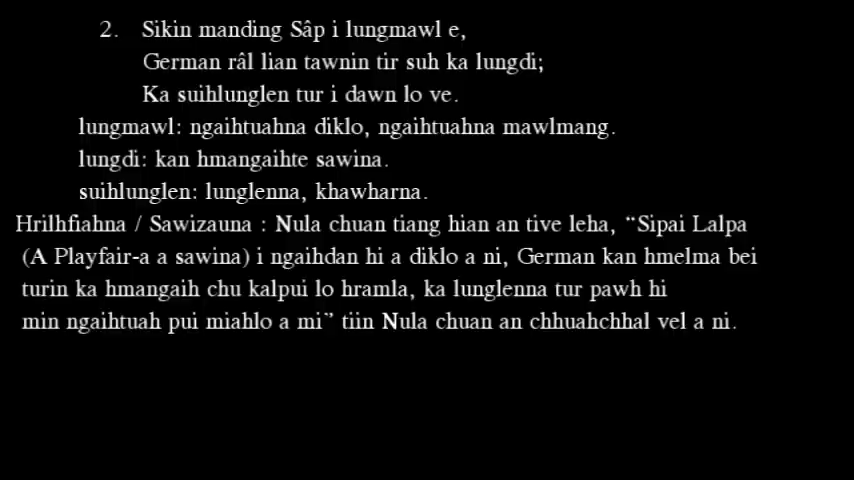 2. Sikin manding Sâp i lungmawl e,
German râl lian tawnin tir suh ka lungdi;
Ka suihlunglen tur i dawn lo ve.
lungmawl: ngaihtuahna diklo, ngaihtuahna mawlmang.
lungdi: kan hmangaihte sawina.
suihlunglen: lunglenna, khawharna.
Hrilhfiahna / Sawizauna : Nula chuan tiang hian an tive leha, “Sipai Lalpa
(A Playfair-a a sawina) i ngaihdan hi a diklo a ni, German kan hmelma bei
turin ka hmangaih chu kalpui lo hramla, ka lunglenna tur pawh hi
min ngaihtuah pui miahlo a mi” tiin Nula chuan an chhuahchhal vel a ni.